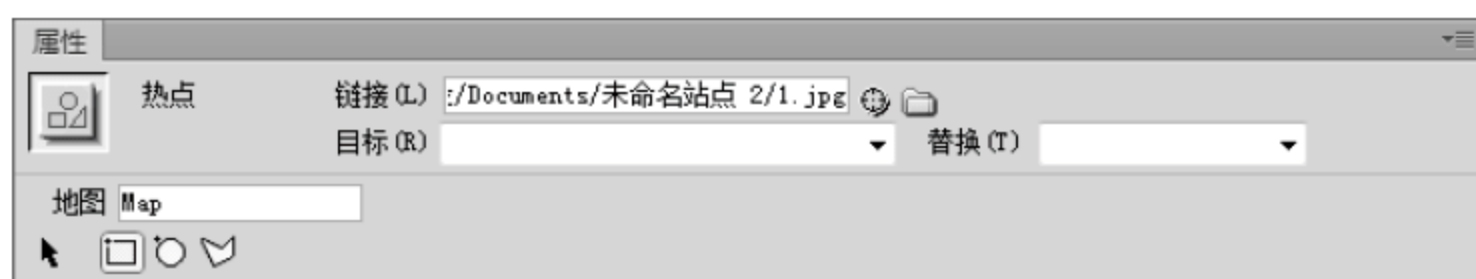 属性
热点 链接(L) :/Documents/未命名站点 2/1.jpg
目标(R) 替换(T)
地图 Map